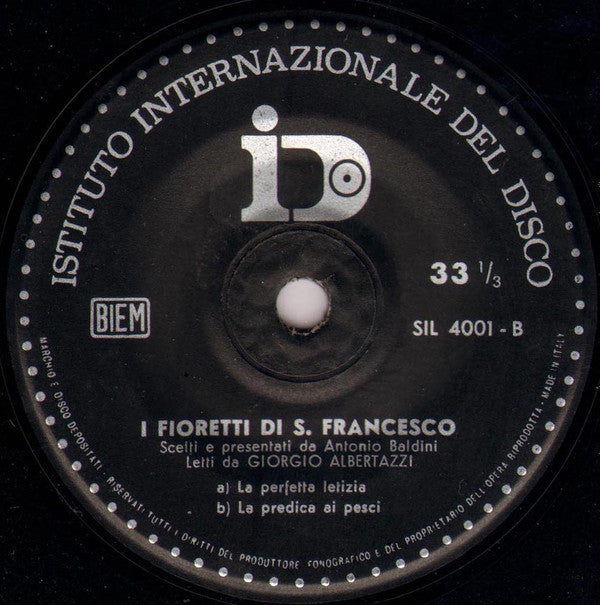 ISTITUTO INTERNAZIONALE DEL DISCO
iD
33 1/3
BIEM
SIL 4001 - B
I FIORETTI DI S. FRANCESCO
Scelti e presentati da Antonio Baldini
Letti da GIORGIO ALBERTAZZI
a) La perfetta letizia
b) La predica ai pesci
MARCHIO E DISCO DEPOSITATI - RISERVATI TUTTI I DIRITTI DEL PRODUTTORE FONOGRAFICO E DEL PROPRIETARIO DELL'OPERA RIPRODOTTA - MADE IN ITALY